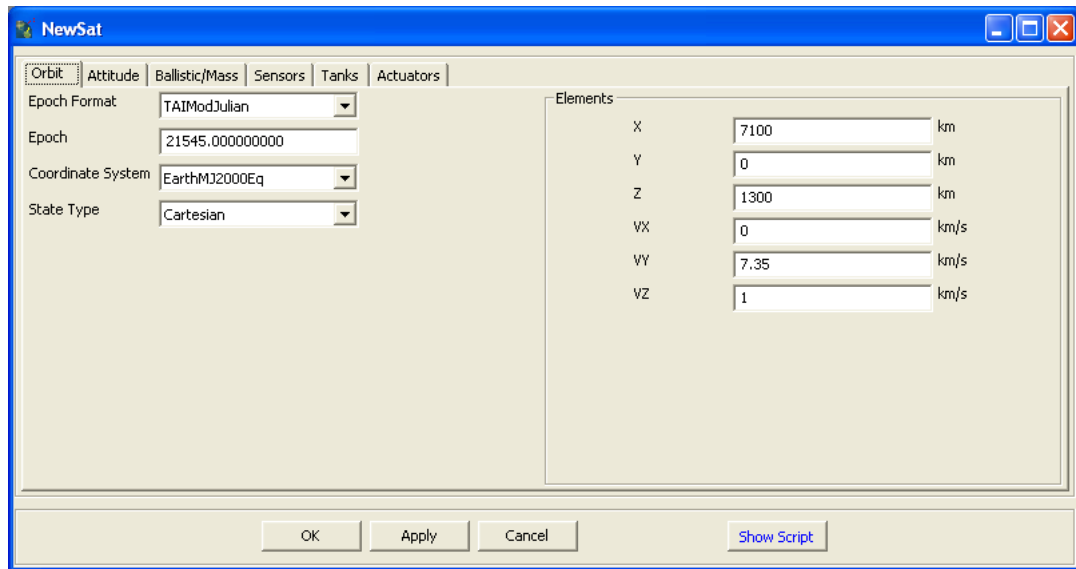 NewSat
Orbit Attitude Ballistic/Mass Sensors Tanks Actuators
Epoch Format TAIModJulian
Epoch 21545.000000000
Coordinate System EarthMJ2000Eq
State Type Cartesian
Elements
X 7100 km
Y 0 km
Z 1300 km
VX 0 km/s
VY 7.35 km/s
VZ 1 km/s
OK Apply Cancel Show Script